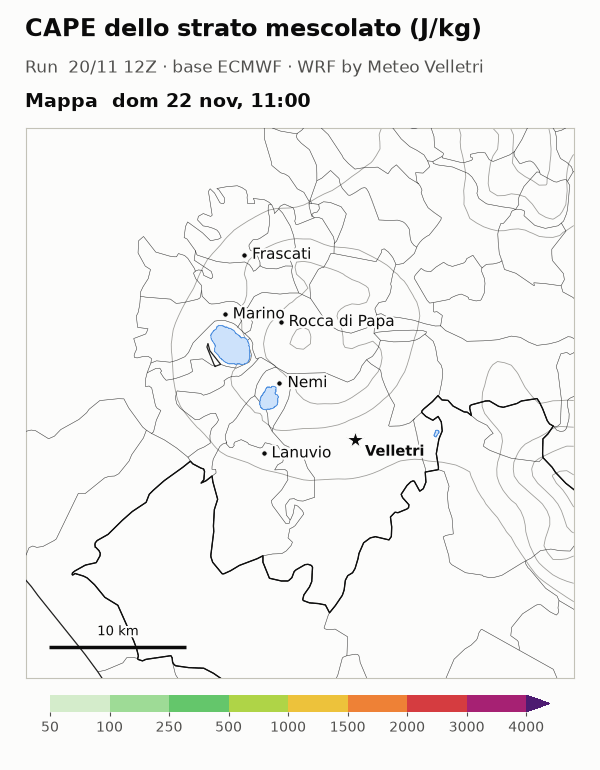 CAPE dello strato mescolato (J/kg)
Run  20/11 12Z · base ECMWF · WRF by Meteo Velletri
Mappa  dom 22 nov, 11:00
Frascati
Marino
Rocca di Papa
Nemi
Velletri
Lanuvio
10 km
50 100 250 500 1000 1500 2000 3000 4000